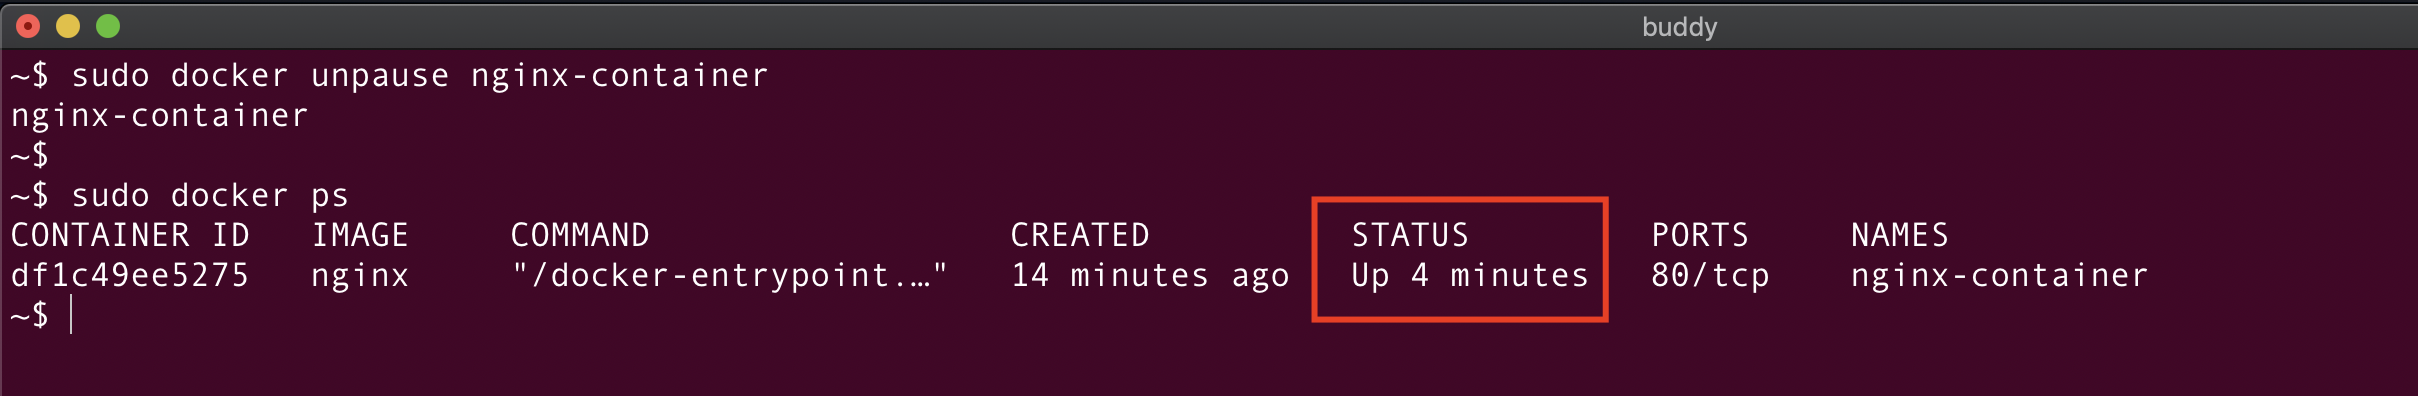 buddy
~$ sudo docker unpause nginx-container
nginx-container
~$
~$ sudo docker ps
CONTAINER ID   IMAGE     COMMAND                  CREATED          STATUS         PORTS     NAMES
df1c49ee5275   nginx     "/docker-entrypoint.…"   14 minutes ago   Up 4 minutes   80/tcp    nginx-container
~$